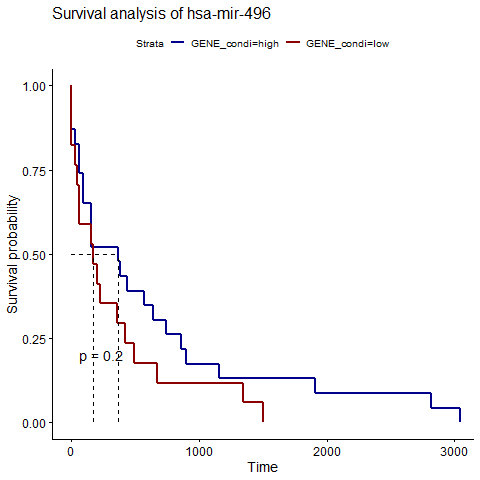 Survival analysis of hsa-mir-496
Strata GENE_condi=high GENE_condi=low
1.00
0.75
0.50
0.25
0.00
Survival probability
p = 0.2
0 1000 2000 3000
Time